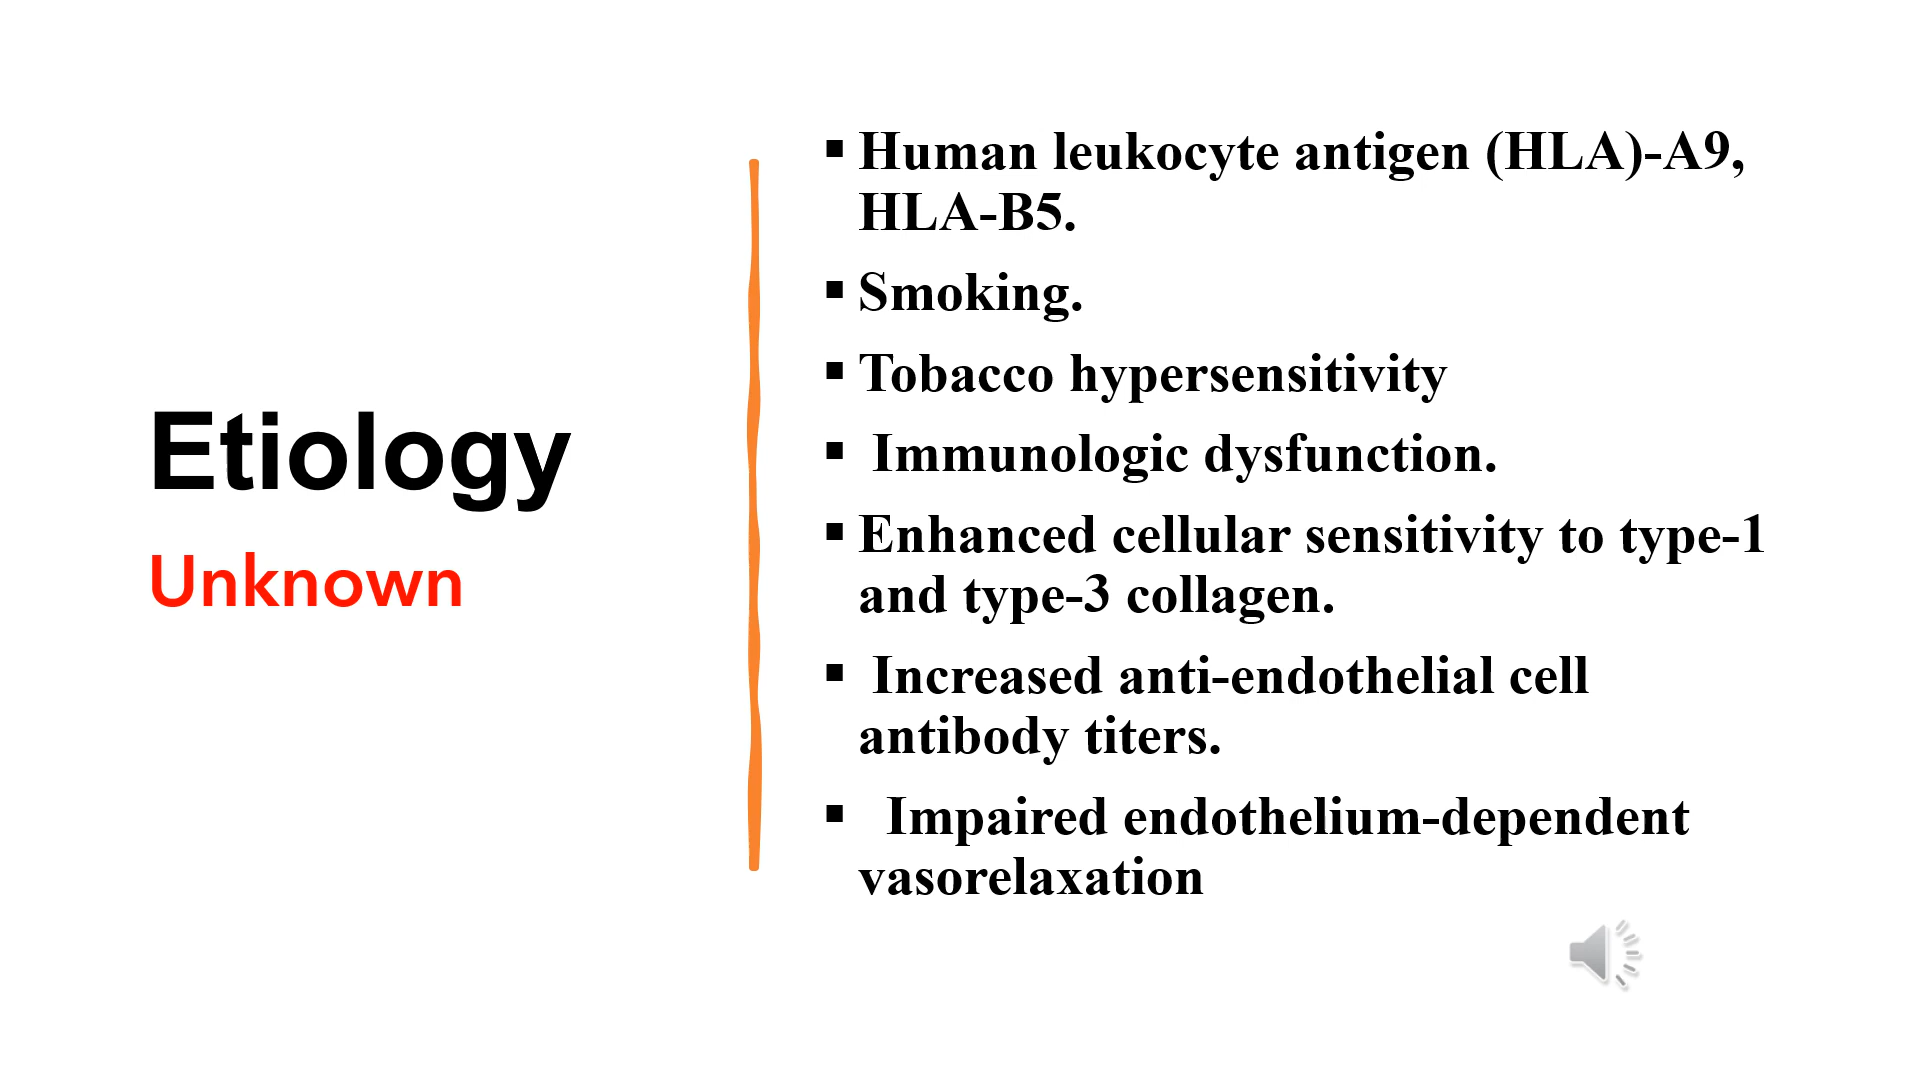 Etiology
Unknown
▪ Human leukocyte antigen (HLA)-A9,
HLA-B5.
▪ Smoking.
▪ Tobacco hypersensitivity
▪ Immunologic dysfunction.
▪ Enhanced cellular sensitivity to type-1
and type-3 collagen.
▪ Increased anti-endothelial cell
antibody titers.
▪ Impaired endothelium-dependent
vasorelaxation